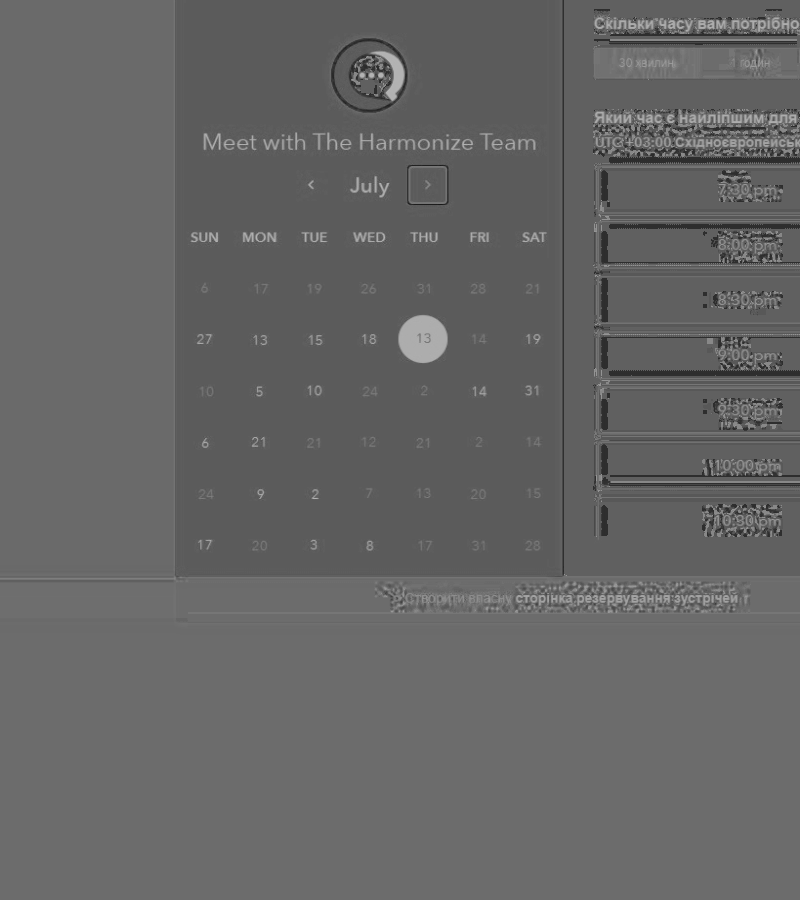 Meet with The Harmonize Team
July
SUN MON TUE WED THU FRI SAT
6 17 19 26 31 28 21
27 13 15 18 13 14 19
10 5 10 24 2 14 31
6 21 21 12 21 2 14
24 9 2 7 13 20 15
17 20 3 8 17 31 28
Скільки часу вам потрібно
30 хвилин 1 годин
Який час є найліпшим для
UTC +03:00 Східноєвропейськ
7:30 pm
8:00 pm
8:30 pm
9:00 pm
9:30 pm
10:00 pm
10:30 pm
Створити власну сторінка резервування зустрічей